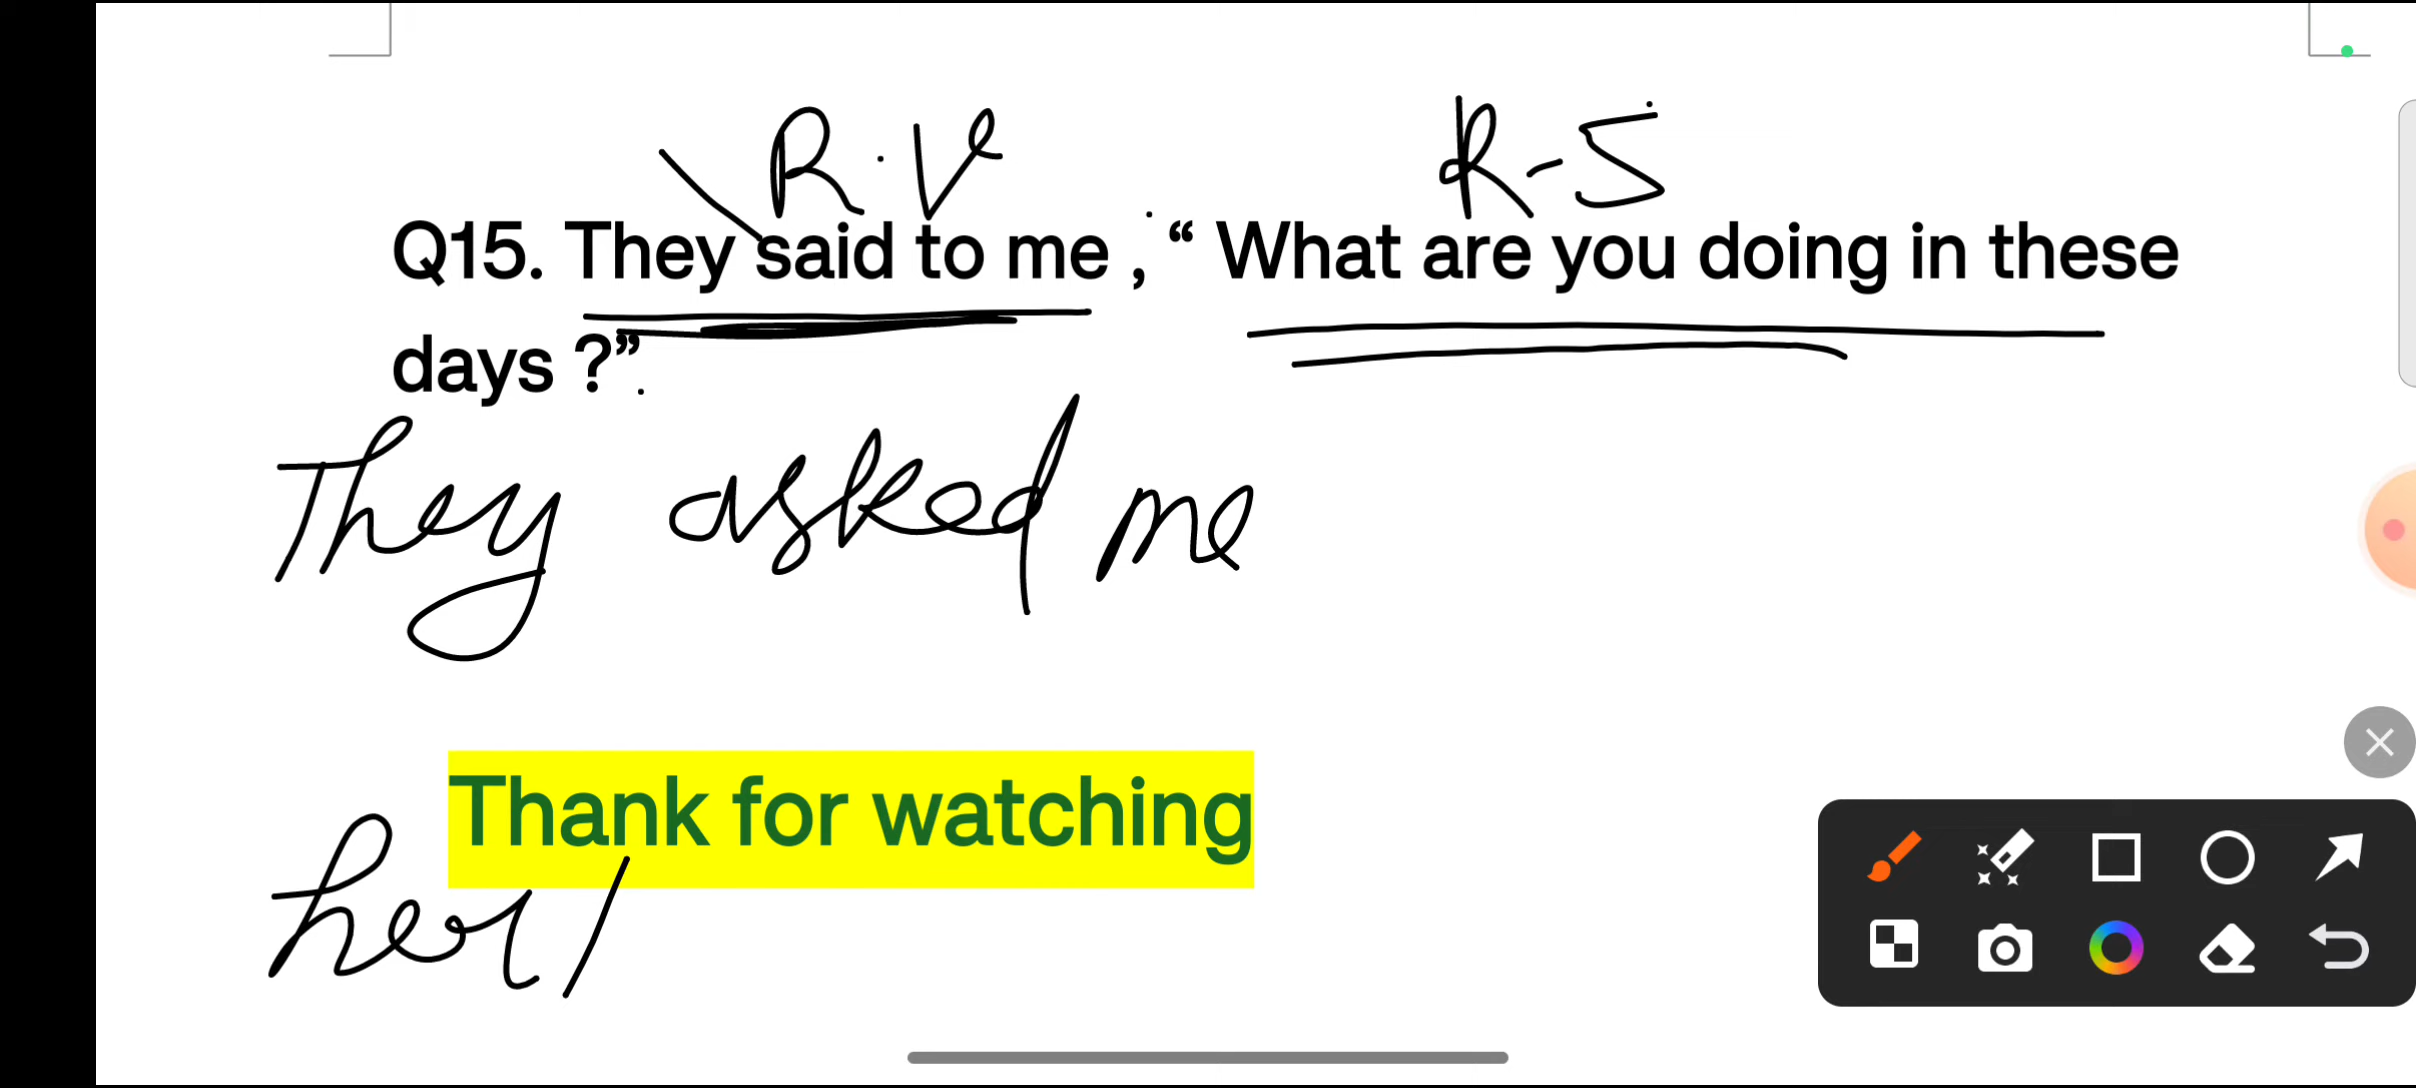 R.V R-S
Q15. They said to me , “ What are you doing in these
days ?”.
They asked me
Thank for watching
her/